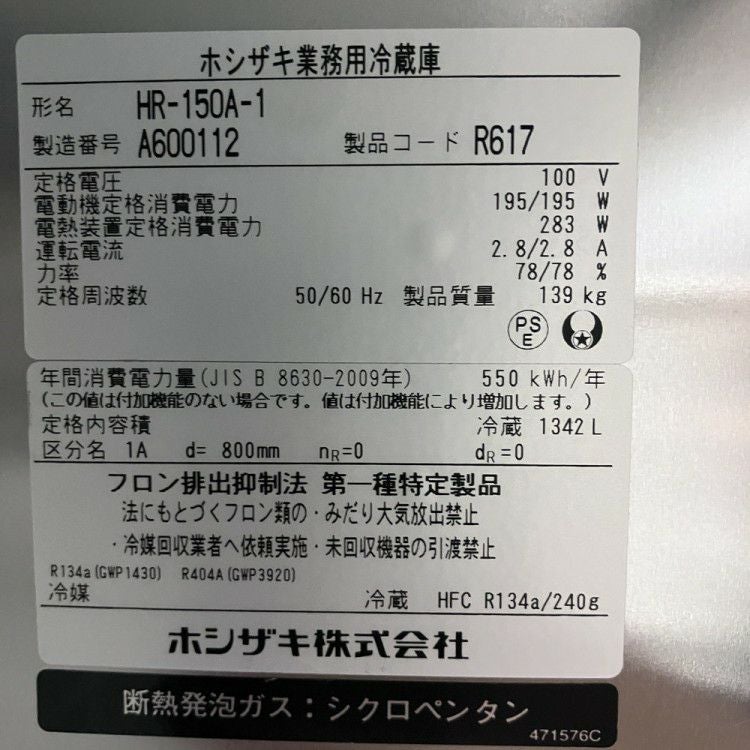 ホシザキ業務用冷蔵庫
形名 HR-150A-1
製造番号 A600112 製品コード R617
定格電圧 100 V
電動機定格消費電力 195/195 W
電熱装置定格消費電力 283 W
運転電流 2.8/2.8 A
力率 78/78 %
定格周波数 50/60 Hz 製品質量 139 kg
PS
E
年間消費電力量(JIS B 8630-2009年) 550 kWh/年
(この値は付加機能のない場合です。値は付加機能により増加します。)
定格内容積 冷蔵 1342 L
区分名 1A d= 800mm nR=0 dR=0
フロン排出抑制法 第一種特定製品
法にもとづくフロン類の・みだり大気放出禁止
・冷媒回収業者へ依頼実施・未回収機器の引渡禁止
R134a(GWP1430) R404A(GWP3920)
冷媒 冷蔵 HFC R134a/240g
ホシザキ株式会社
断熱発泡ガス:シクロペンタン
471576C